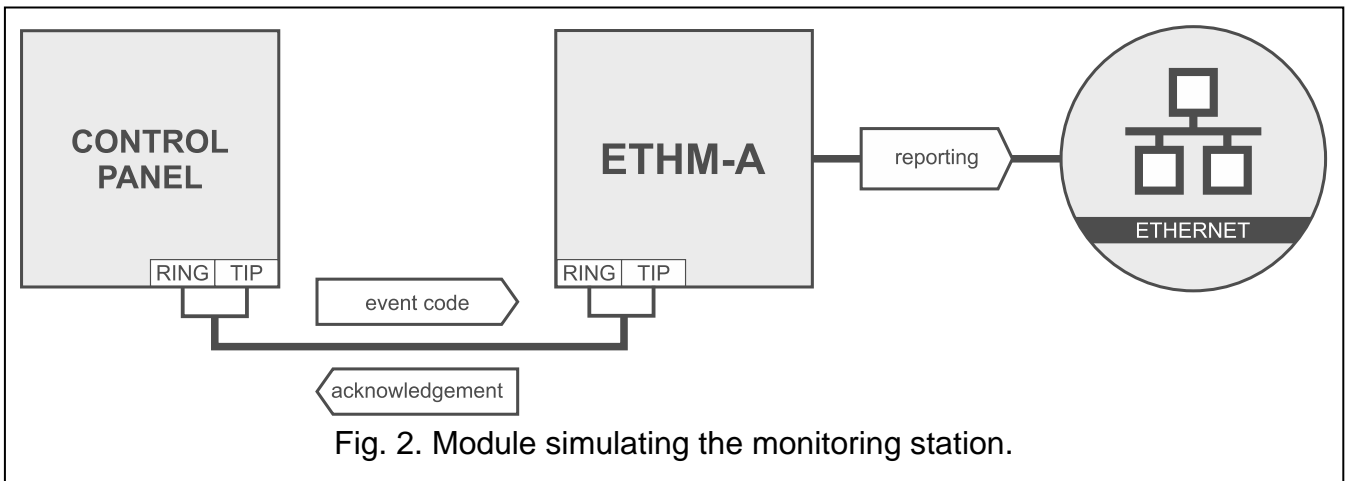 CONTROL
PANEL
RING TIP
ETHM-A
RING TIP
reporting
ETHERNET
event code
acknowledgement
Fig. 2. Module simulating the monitoring station.